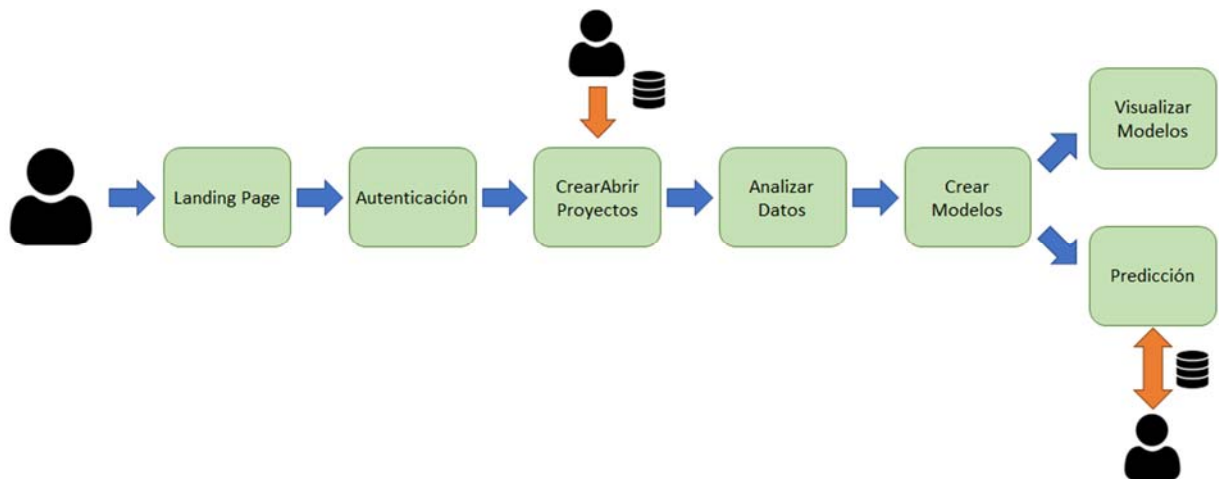 Landing Page
Autenticación
CrearAbrir
Proyectos
Analizar
Datos
Crear
Modelos
Visualizar
Modelos
Predicción